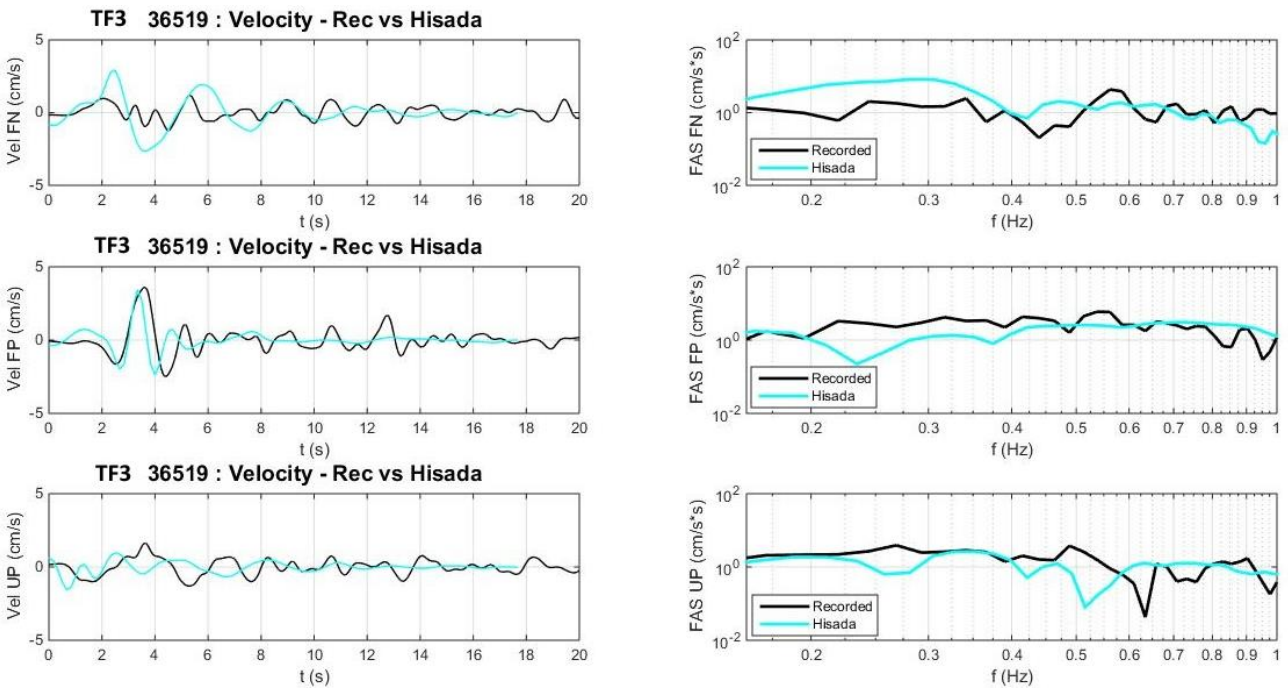 TF3 36519 : Velocity - Rec vs Hisada
Vel FN (cm/s)
5
0
-5
0 2 4 6 8 10 12 14 16 18 20
t (s)
FAS FN (cm/s*s)
10^2
10^0
10^-2
Recorded
Hisada
0.2 0.3 0.4 0.5 0.6 0.7 0.8 0.9 1
f (Hz)
TF3 36519 : Velocity - Rec vs Hisada
Vel FP (cm/s)
5
0
-5
0 2 4 6 8 10 12 14 16 18 20
t (s)
FAS FP (cm/s*s)
10^2
10^0
10^-2
Recorded
Hisada
0.2 0.3 0.4 0.5 0.6 0.7 0.8 0.9 1
f (Hz)
TF3 36519 : Velocity - Rec vs Hisada
Vel UP (cm/s)
5
0
-5
0 2 4 6 8 10 12 14 16 18 20
t (s)
FAS UP (cm/s*s)
10^2
10^0
10^-2
Recorded
Hisada
0.2 0.3 0.4 0.5 0.6 0.7 0.8 0.9 1
f (Hz)